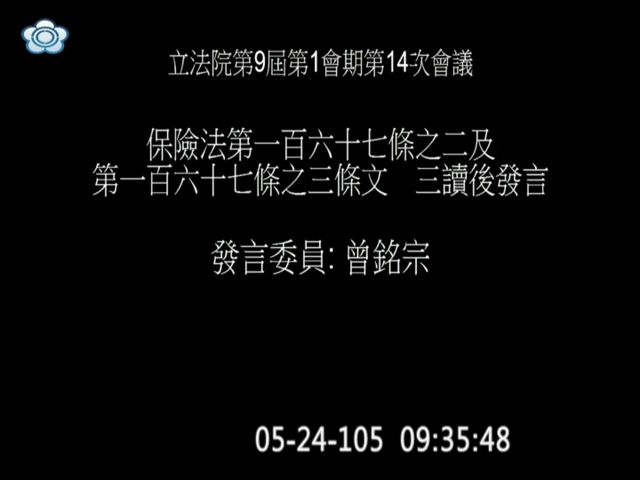 立法院第9屆第1會期第14次會議
保險法第一百六十七條之二及
第一百六十七條之三條文　三讀後發言
發言委員: 曾銘宗
05-24-105 09:35:48